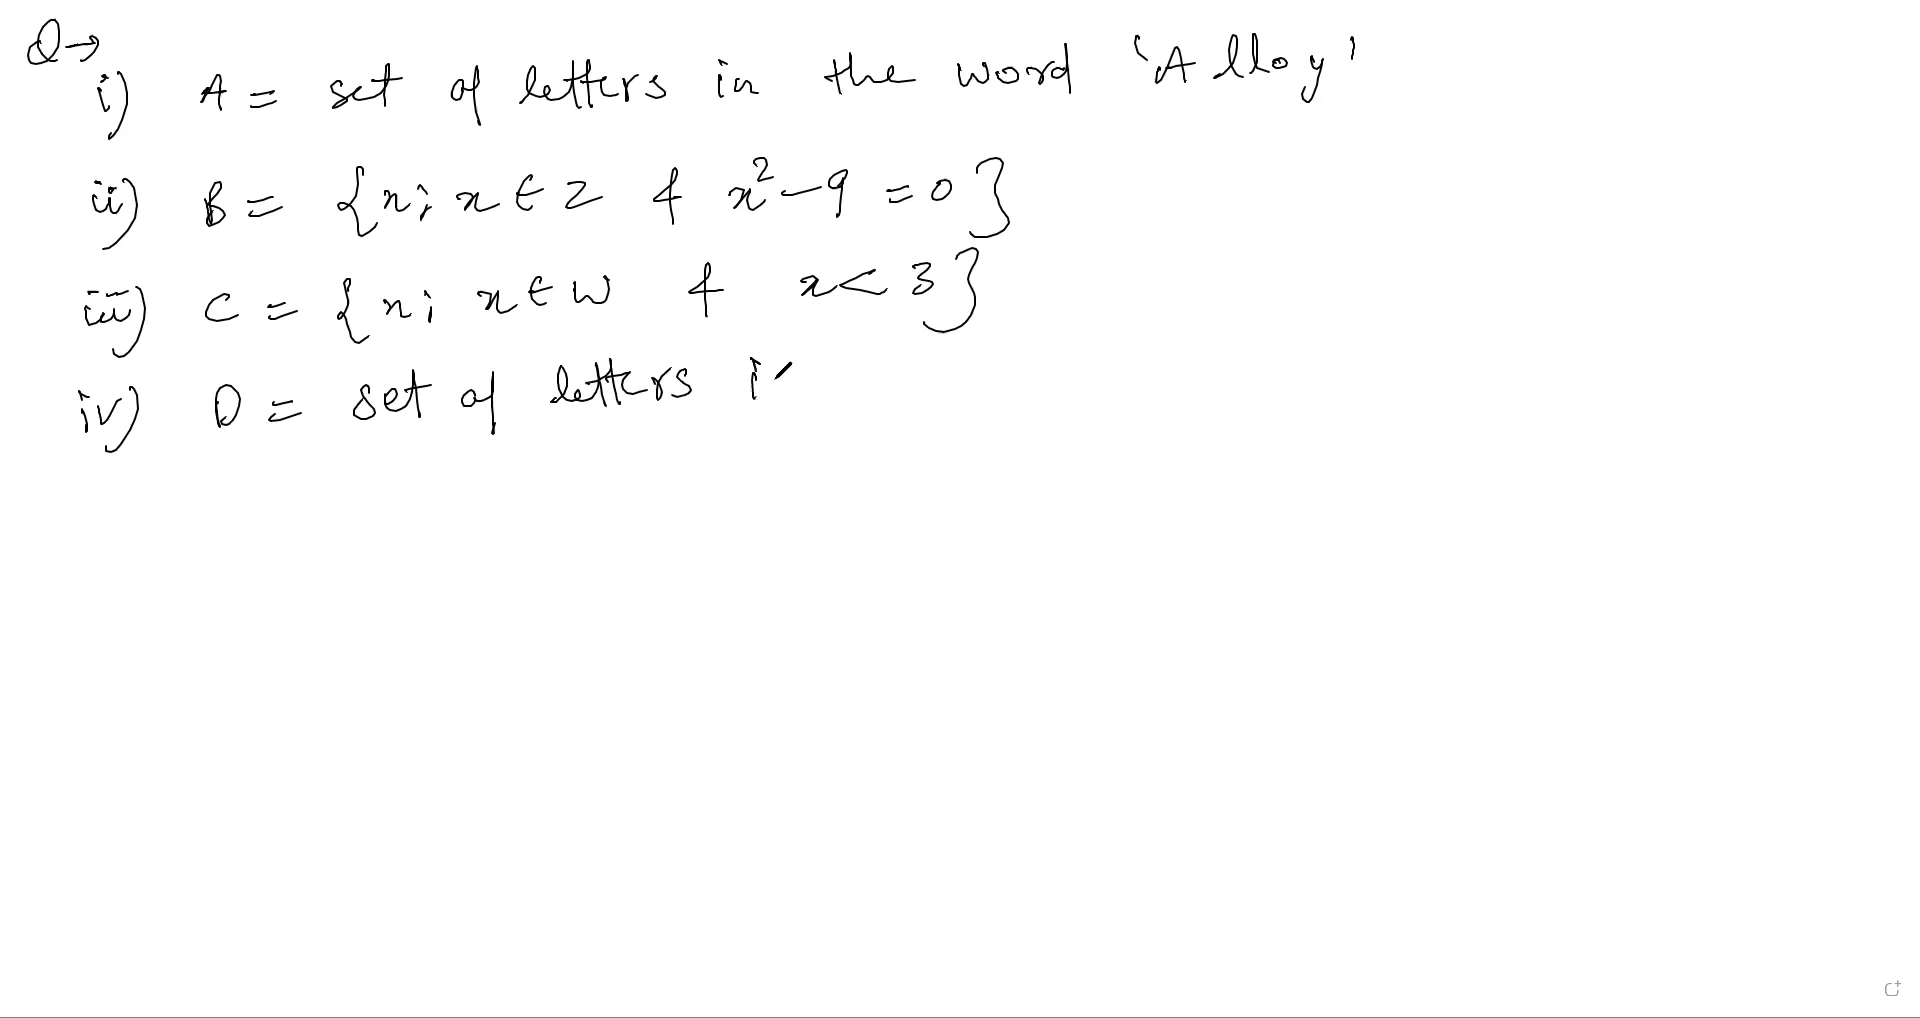 Q→
i) A = set of letters in the word 'Alloy'
ii) B = {x; x ∈ Z & x²-9 = 0}
iii) C = {x; x ∈ W & x < 3}
iv) D = set of letters i